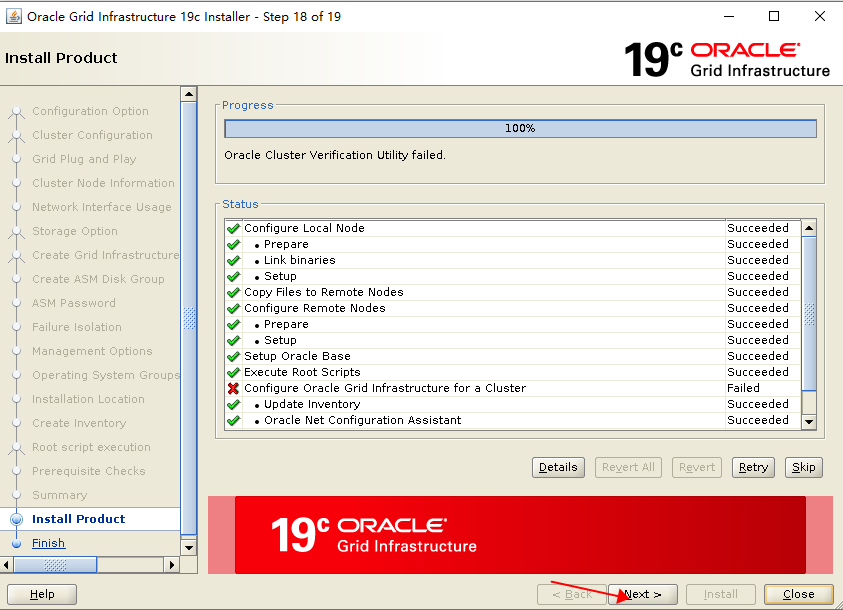 Oracle Grid Infrastructure 19c Installer - Step 18 of 19
Install Product
19c ORACLE
Grid Infrastructure
Configuration Option
Cluster Configuration
Grid Plug and Play
Cluster Node Information
Network Interface Usage
Storage Option
Create Grid Infrastructure
Create ASM Disk Group
ASM Password
Failure Isolation
Management Options
Operating System Groups
Installation Location
Create Inventory
Root script execution
Prerequisite Checks
Summary
Install Product
Finish
Progress
100%
Oracle Cluster Verification Utility failed.
Status
Configure Local Node Succeeded
• Prepare Succeeded
• Link binaries Succeeded
• Setup Succeeded
Copy Files to Remote Nodes Succeeded
Configure Remote Nodes Succeeded
• Prepare Succeeded
• Setup Succeeded
Setup Oracle Base Succeeded
Execute Root Scripts Succeeded
Configure Oracle Grid Infrastructure for a Cluster Failed
• Update Inventory Succeeded
• Oracle Net Configuration Assistant Succeeded
Details Revert All Revert Retry Skip
19c ORACLE
Grid Infrastructure
Help < Back Next > Install Close